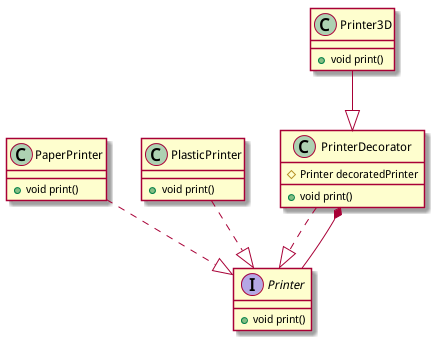 C Printer3D
void print()
C PaperPrinter
void print()
C PlasticPrinter
void print()
C PrinterDecorator
Printer decoratedPrinter
void print()
I Printer
void print()